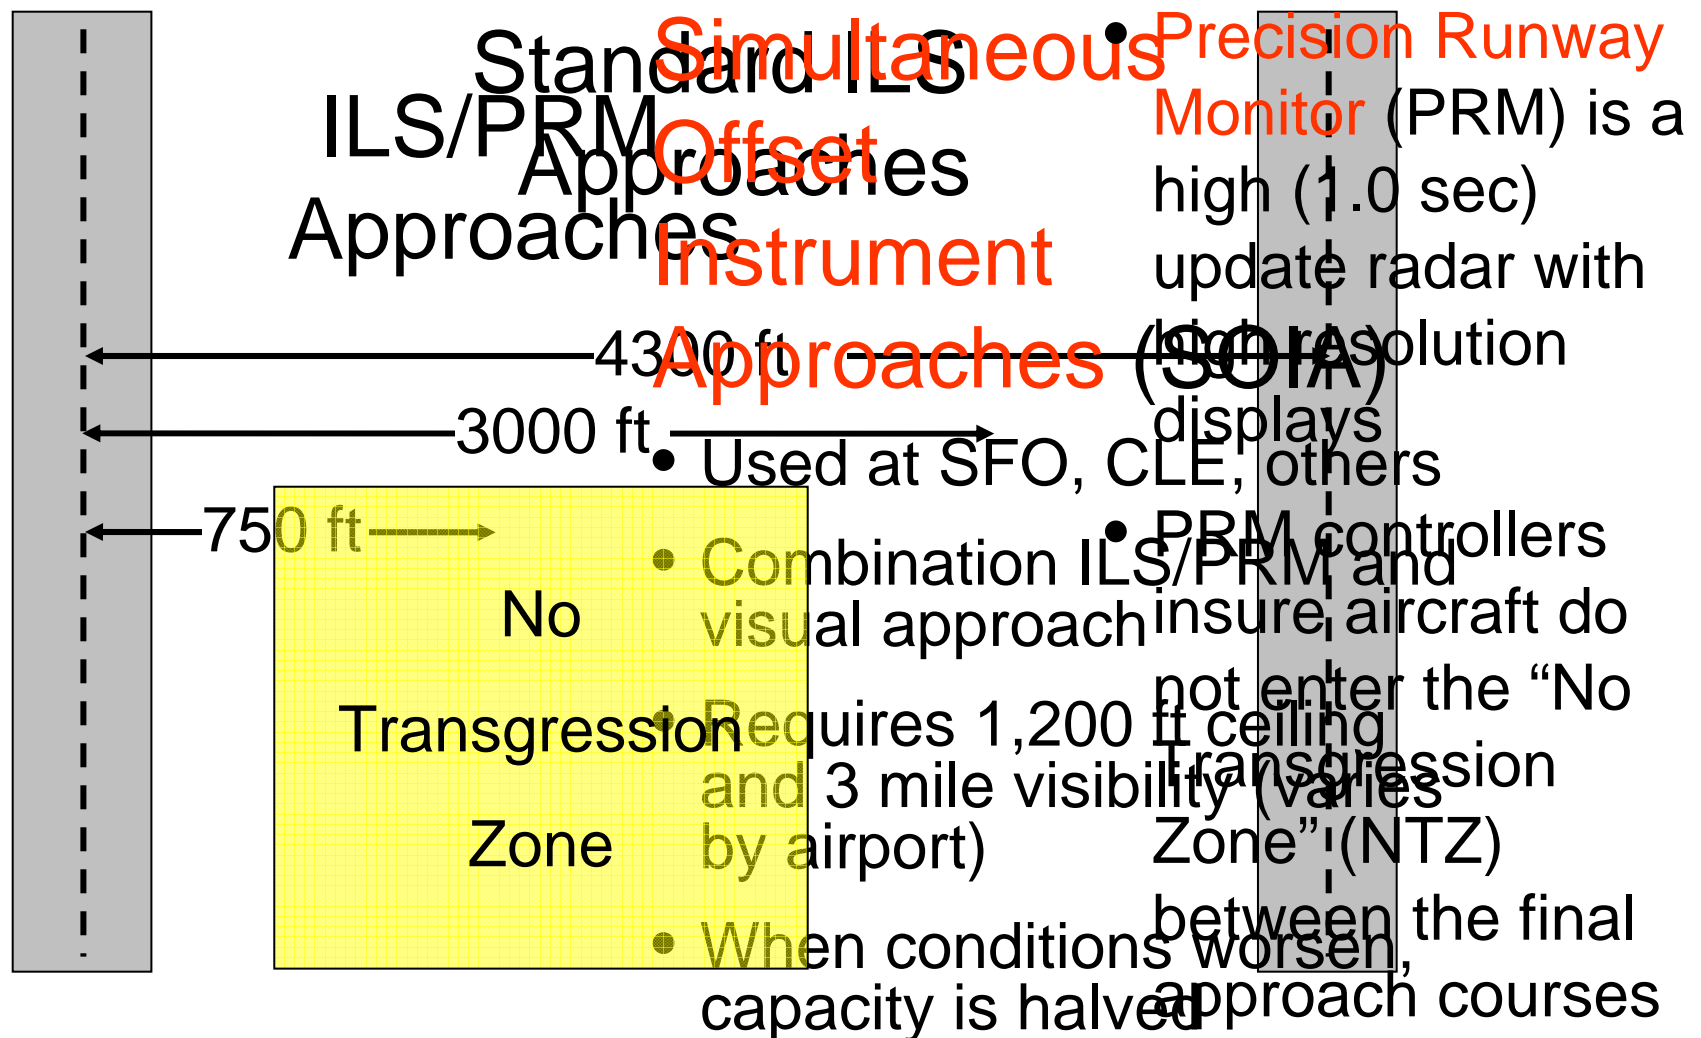 Standard ILS
Approaches
ILS/PRM
Approaches
4300 ft
3000 ft
750 ft
No
Transgression
Zone
Simultaneous
Offset
Instrument
Approaches (SOIA)
• Used at SFO, CLE, others
• Combination ILS/PRM and
visual approach
• Requires 1,200 ft ceiling
and 3 mile visibility (varies
by airport)
• When conditions worsen,
capacity is halved
• Precision Runway
Monitor (PRM) is a
high (1.0 sec)
update radar with
high resolution
displays
• PRM controllers
insure aircraft do
not enter the “No
Transgression
Zone” (NTZ)
between the final
approach courses